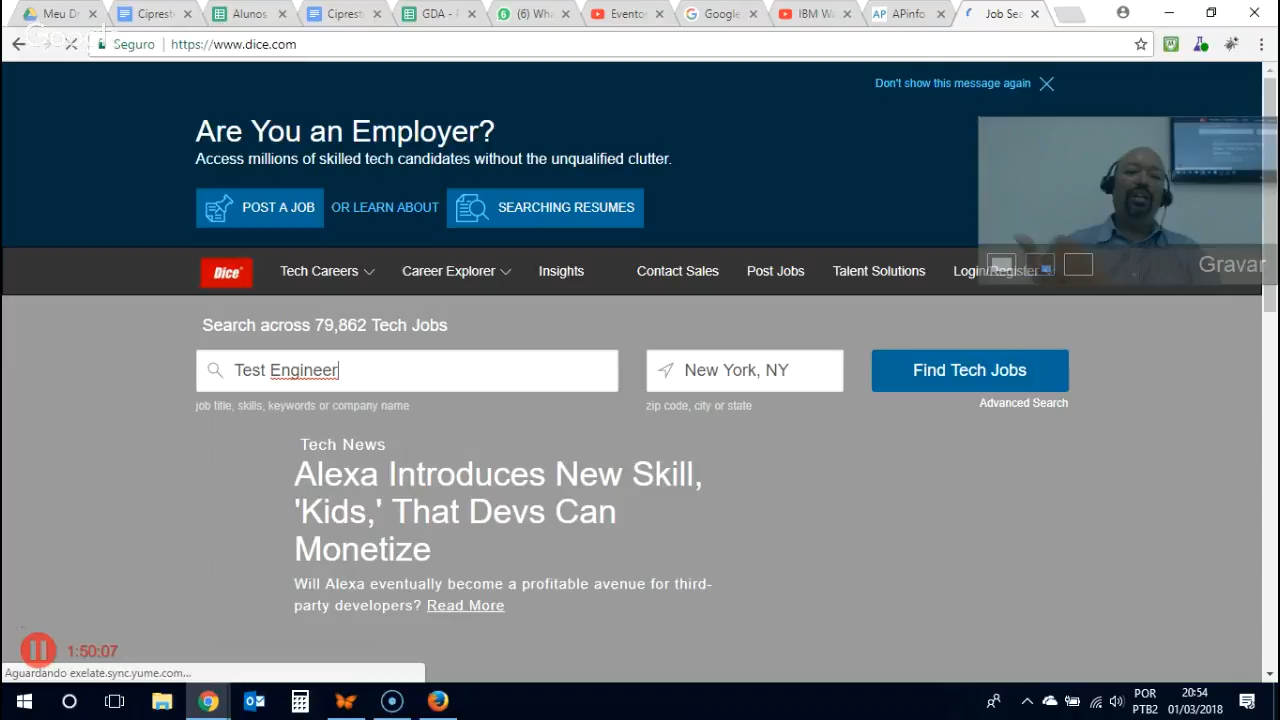 Meu D
Cipreste
Alunos
Cipreste
GDA -
(6) Wha
Evento
Google
IBM Wa
APinfo
Job Sea
Google
Seguro
https://www.dice.com
Don't show this message again
Are You an Employer?
Access millions of skilled tech candidates without the unqualified clutter.
POST A JOB
OR LEARN ABOUT
SEARCHING RESUMES
Dice
Tech Careers
Career Explorer
Insights
Contact Sales
Post Jobs
Talent Solutions
Login/Register
Gravar
Search across 79,862 Tech Jobs
Test Engineer
New York, NY
Find Tech Jobs
job title, skills, keywords or company name
zip code, city or state
Advanced Search
Tech News
Alexa Introduces New Skill,
'Kids,' That Devs Can
Monetize
Will Alexa eventually become a profitable avenue for third-
party developers? Read More
1:50:07
Aguardando exelate.sync.yume.com...
POR
PTB2
20:54
01/03/2018